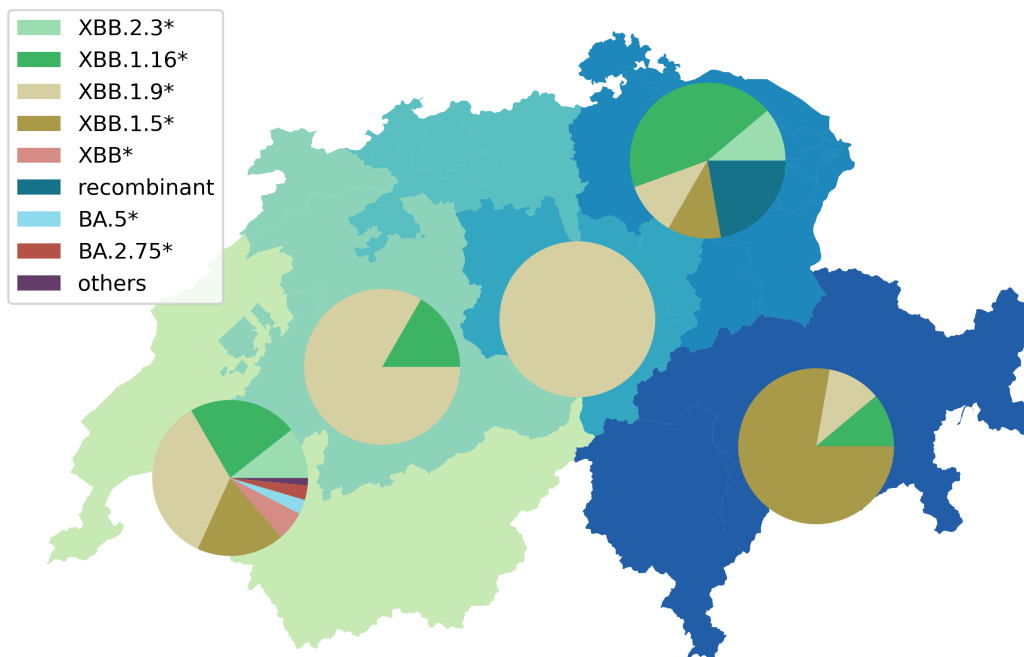 XBB.2.3*
XBB.1.16*
XBB.1.9*
XBB.1.5*
XBB*
recombinant
BA.5*
BA.2.75*
others